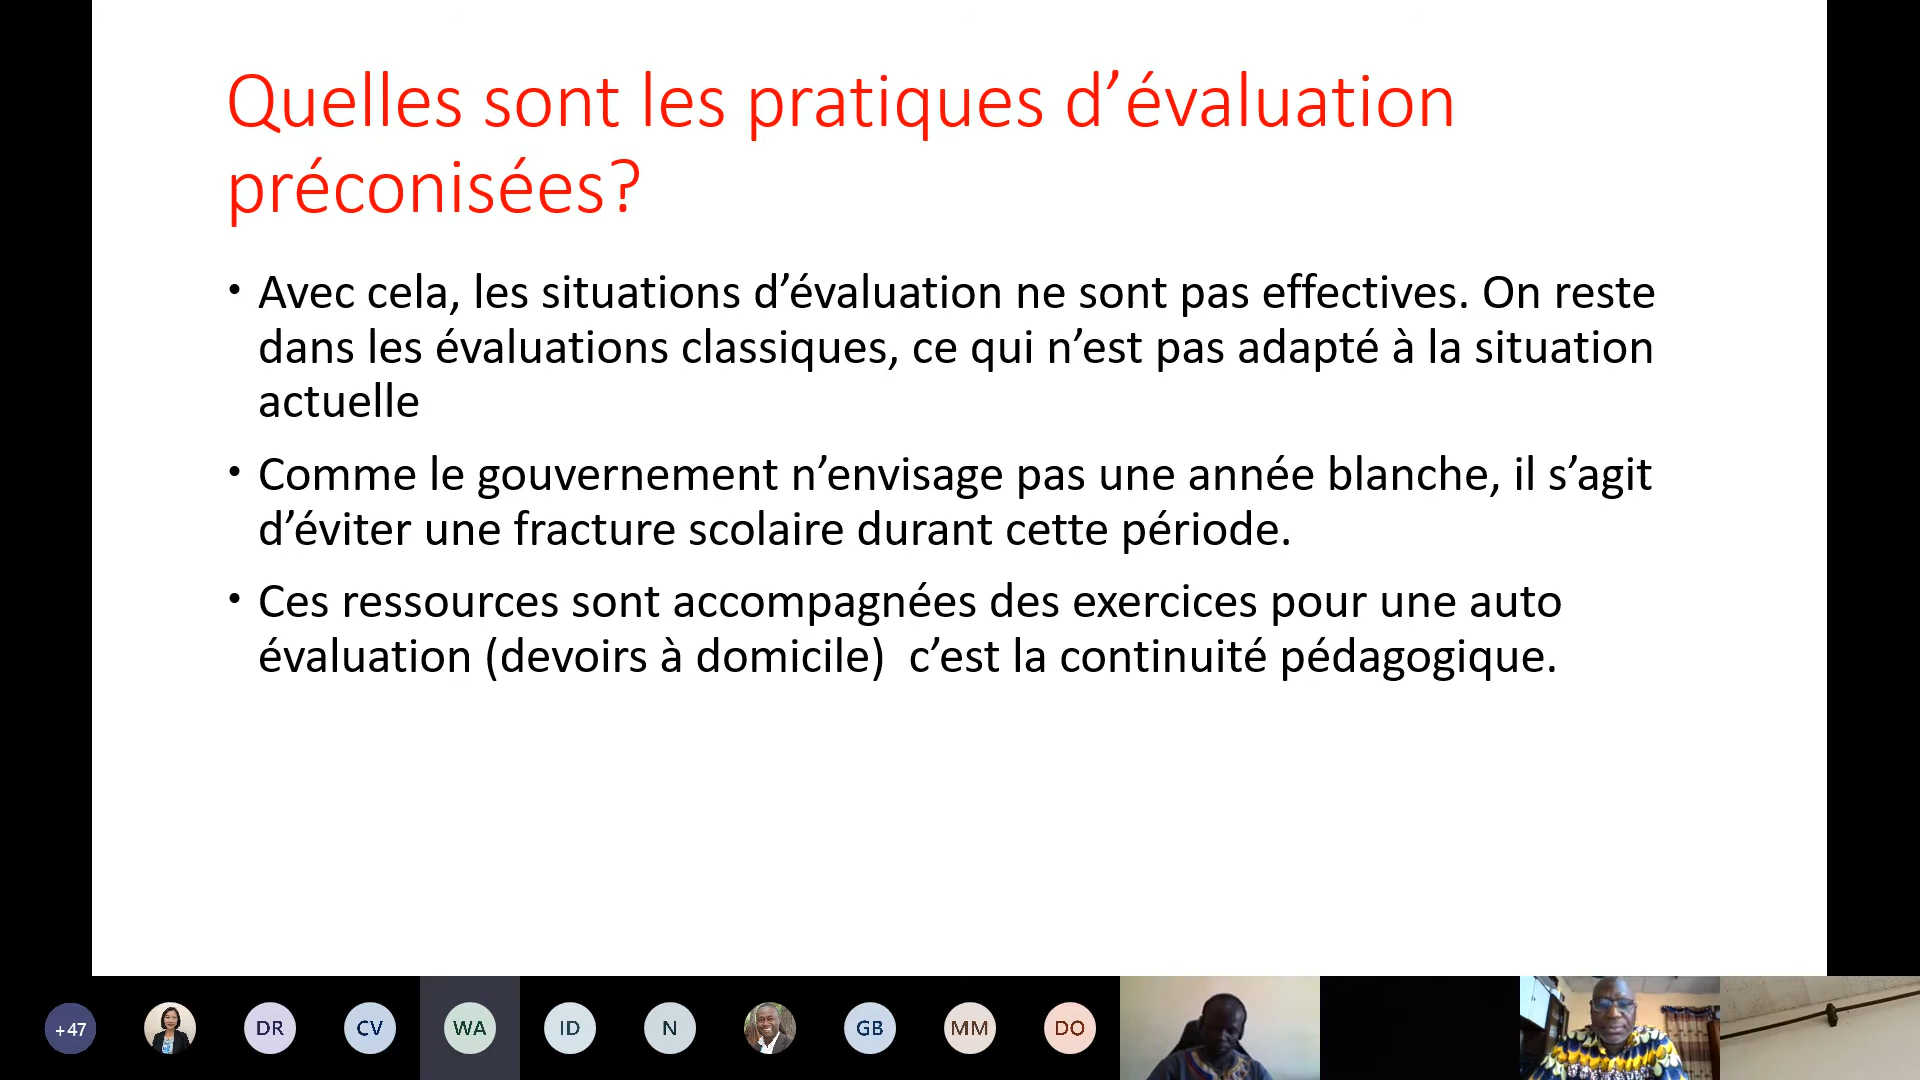 Quelles sont les pratiques d’évaluation
préconisées?
• Avec cela, les situations d’évaluation ne sont pas effectives. On reste
dans les évaluations classiques, ce qui n’est pas adapté à la situation
actuelle
• Comme le gouvernement n’envisage pas une année blanche, il s’agit
d’éviter une fracture scolaire durant cette période.
• Ces ressources sont accompagnées des exercices pour une auto
évaluation (devoirs à domicile)  c’est la continuité pédagogique.
+47 DR CV WA ID N GB MM DO